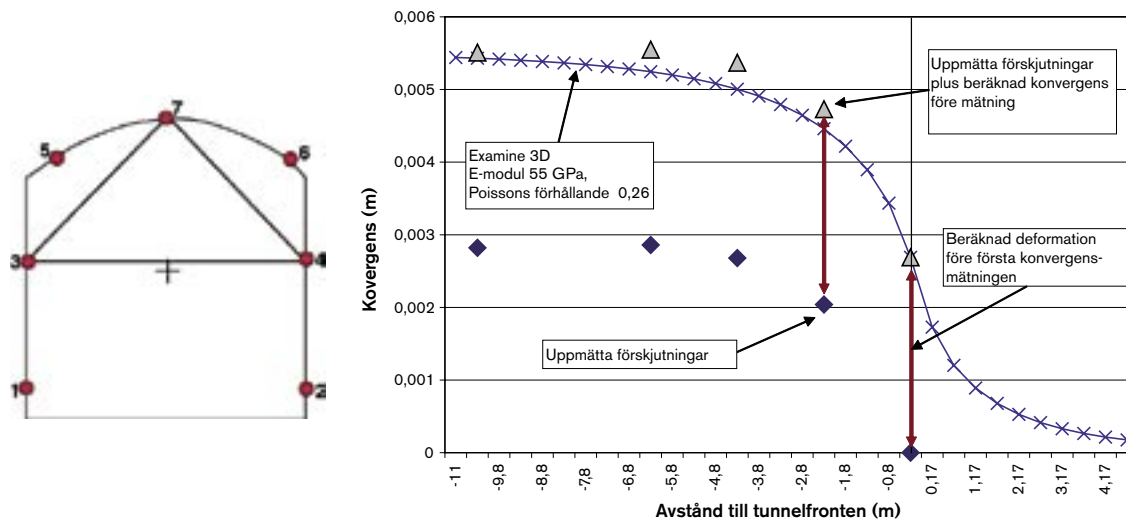 7
5
6
3
4
1
2
Kovergens (m)
0,006
0,005
0,004
0,003
0,002
0,001
0
Uppmätta förskjutningar
plus beräknad konvergens
före mätning
Examine 3D
E-modul 55 GPa,
Poissons förhållande 0,26
Beräknad deformation
före första konvergens-
mätningen
Uppmätta förskjutningar
-11
-9,8
-8,8
-7,8
-6,8
-5,8
-4,8
-3,8
-2,8
-1,8
-0,8
0,17
1,17
2,17
3,17
4,17
Avstånd till tunnelfronten (m)